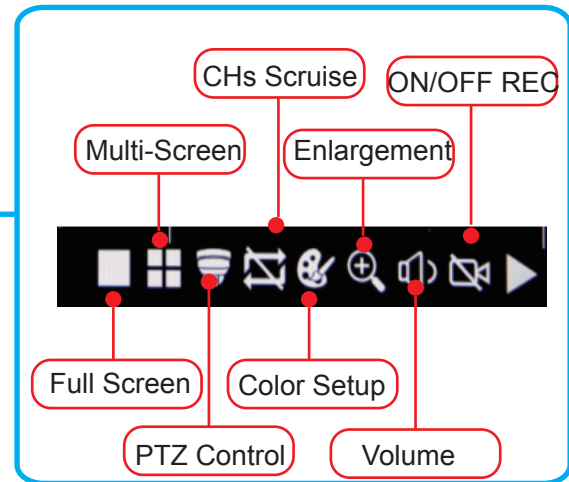 CHs Scruise
ON/OFF REC
Multi-Screen
Enlargement
Full Screen
Color Setup
PTZ Control
Volume